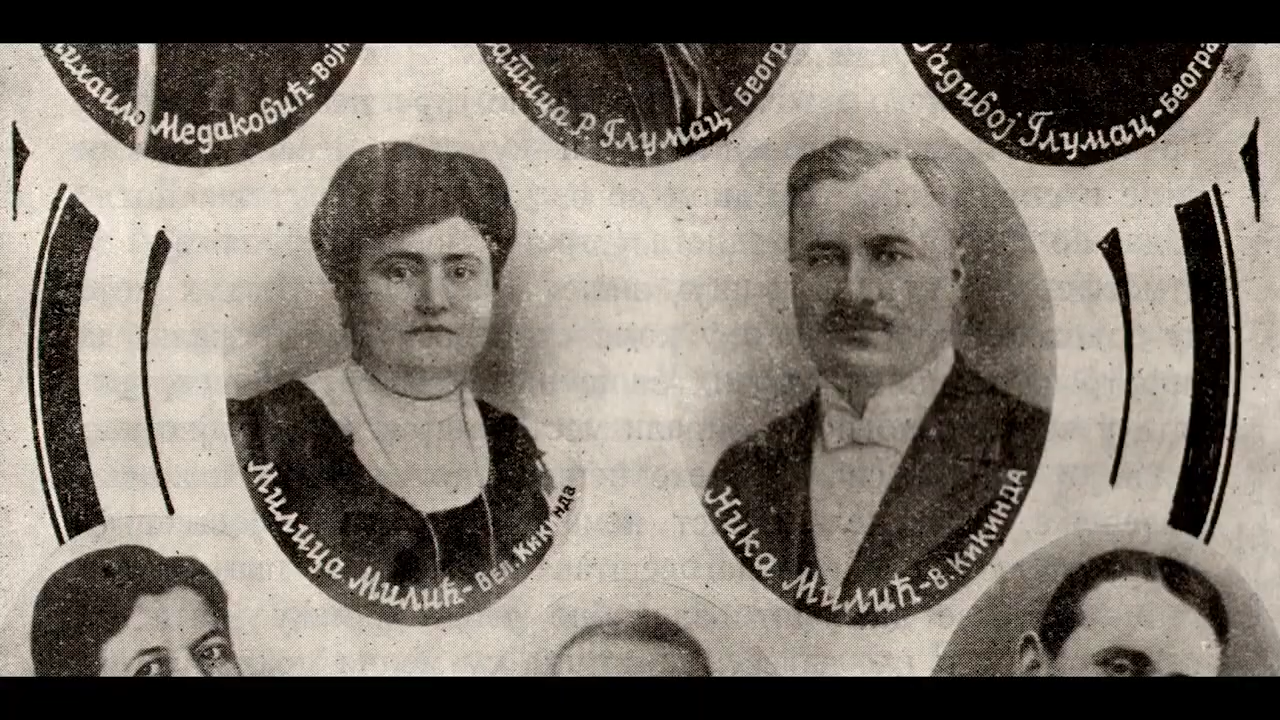 Медаковић-
Р. Глумац-
Глумац-
Милица Милић-Вел. Кикинда
Ника Милић-В. Кикинда